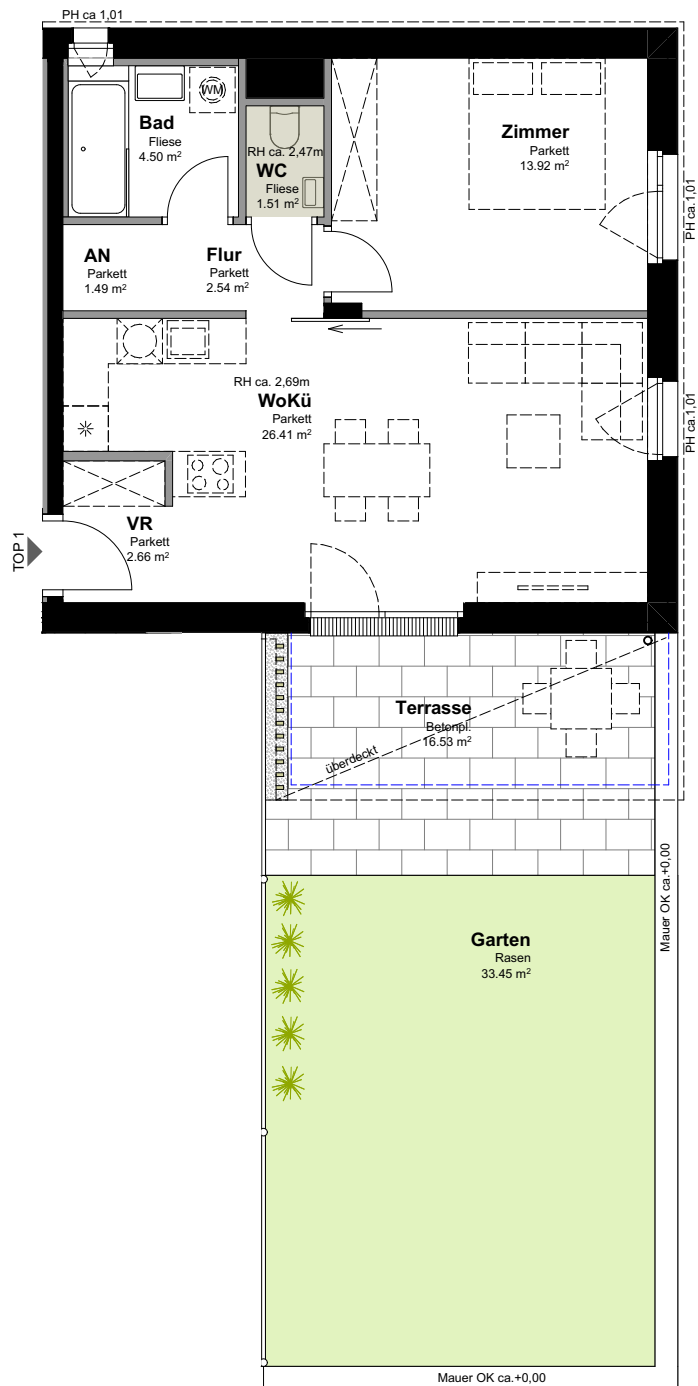 PH ca 1,01
WM
Bad
Fliese
4.50 m²
RH ca. 2,47m
WC
Fliese
1.51 m²
Zimmer
Parkett
13.92 m²
PH ca.1,01
AN
Parkett
1.49 m²
Flur
Parkett
2.54 m²
RH ca. 2,69m
WoKü
Parkett
26.41 m²
PH ca.1,01
VR
Parkett
2.66 m²
TOP 1
Terrasse
Betonpl.
16.53 m²
überdeckt
Mauer OK ca.+0,00
Garten
Rasen
33.45 m²
Mauer OK ca.+0,00